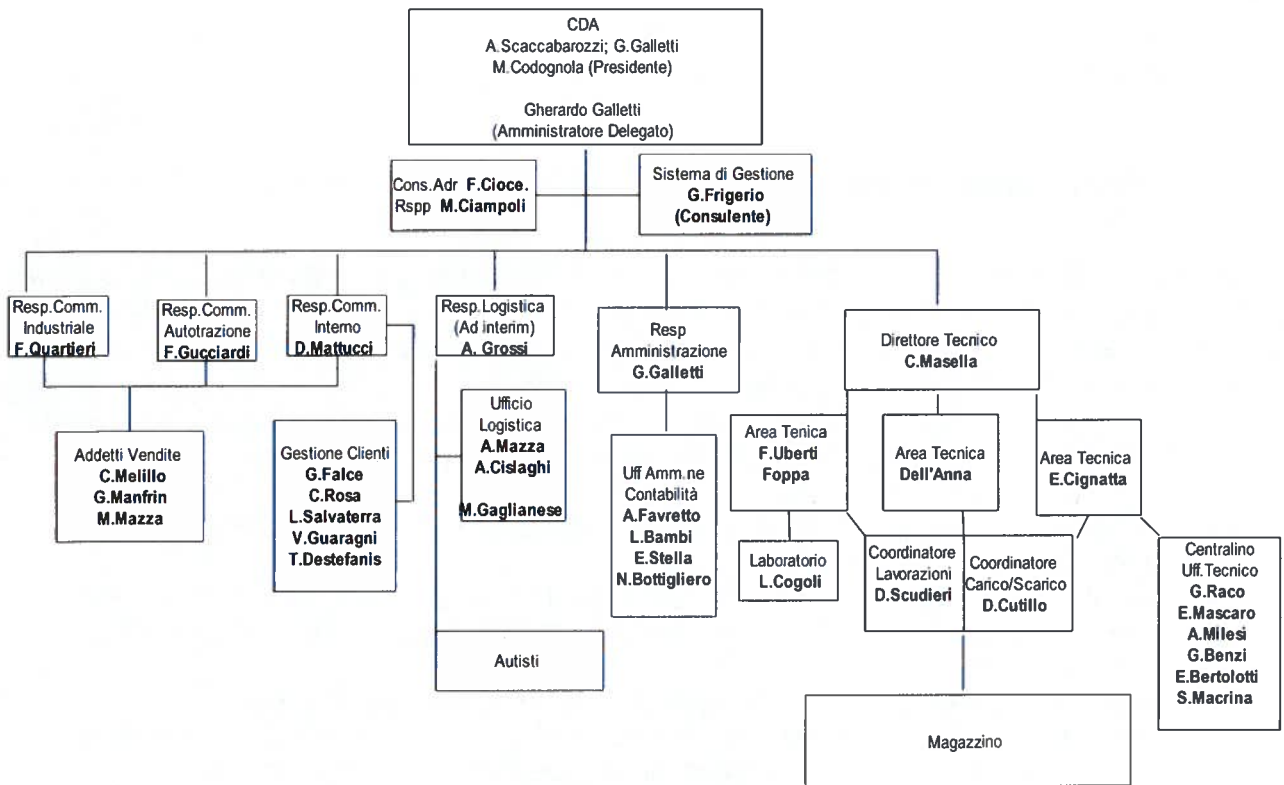 CDA
A.Scaccabarozzi; G.Galletti
M.Codognola (Presidente)
Gherardo Galletti
(Amministratore Delegato)
Cons.Adr F.Cioce.
Rspp M.Ciampoli
Sistema di Gestione
G.Frigerio
(Consulente)
Resp.Comm.
Industriale
F.Quartieri
Resp.Comm.
Autotrazione
F.Gucciardi
Resp.Comm.
Interno
D.Mattucci
Resp.Logistica
(Ad interim)
A. Grossi
Resp
Amministrazione
G.Galletti
Direttore Tecnico
C.Masella
Addetti Vendite
C.Melillo
G.Manfrin
M.Mazza
Gestione Clienti
G.Falce
C.Rosa
L.Salvaterra
V.Guaragni
T.Destefanis
Ufficio
Logistica
A.Mazza
A.Cislaghi
M.Gaglianese
Uff Amm.ne
Contabilità
A.Favretto
L.Bambi
E.Stella
N.Bottigliero
Area Tenica
F.Uberti
Foppa
Area Tecnica
Dell'Anna
Area Tecnica
E.Cignatta
Laboratorio
L.Cogoli
Coordinatore
Lavorazioni
D.Scudieri
Coordinatore
Carico/Scarico
D.Cutillo
Centralino
Uff.Tecnico
G.Raco
E.Mascaro
A.Milesi
G.Benzi
E.Bertolotti
S.Macrina
Autisti
Magazzino